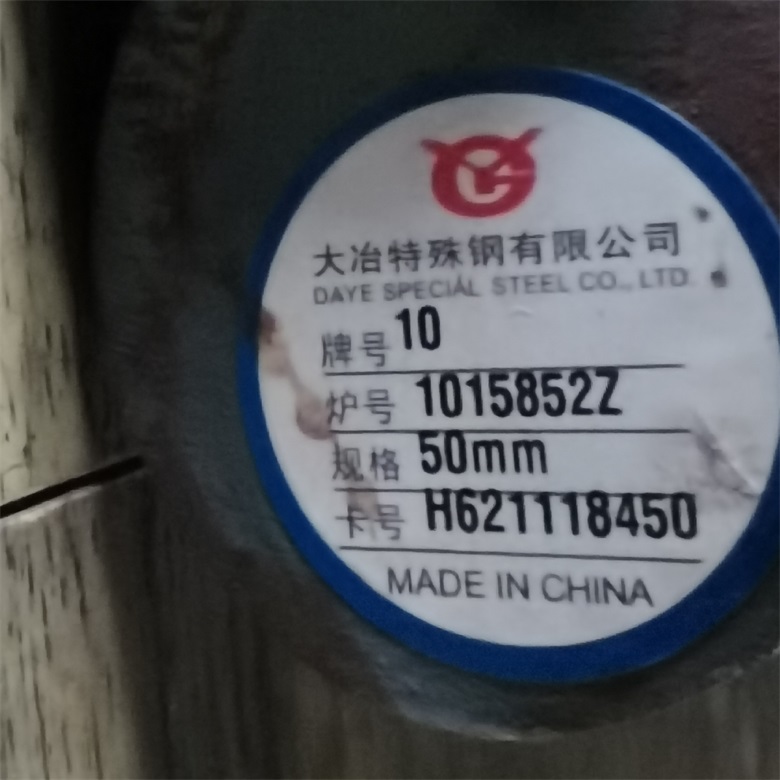 大冶特殊钢有限公司
DAYE SPECIAL STEEL CO., LTD.
牌号 10
炉号 1015852Z
规格 50mm
卡号 H621118450
MADE IN CHINA